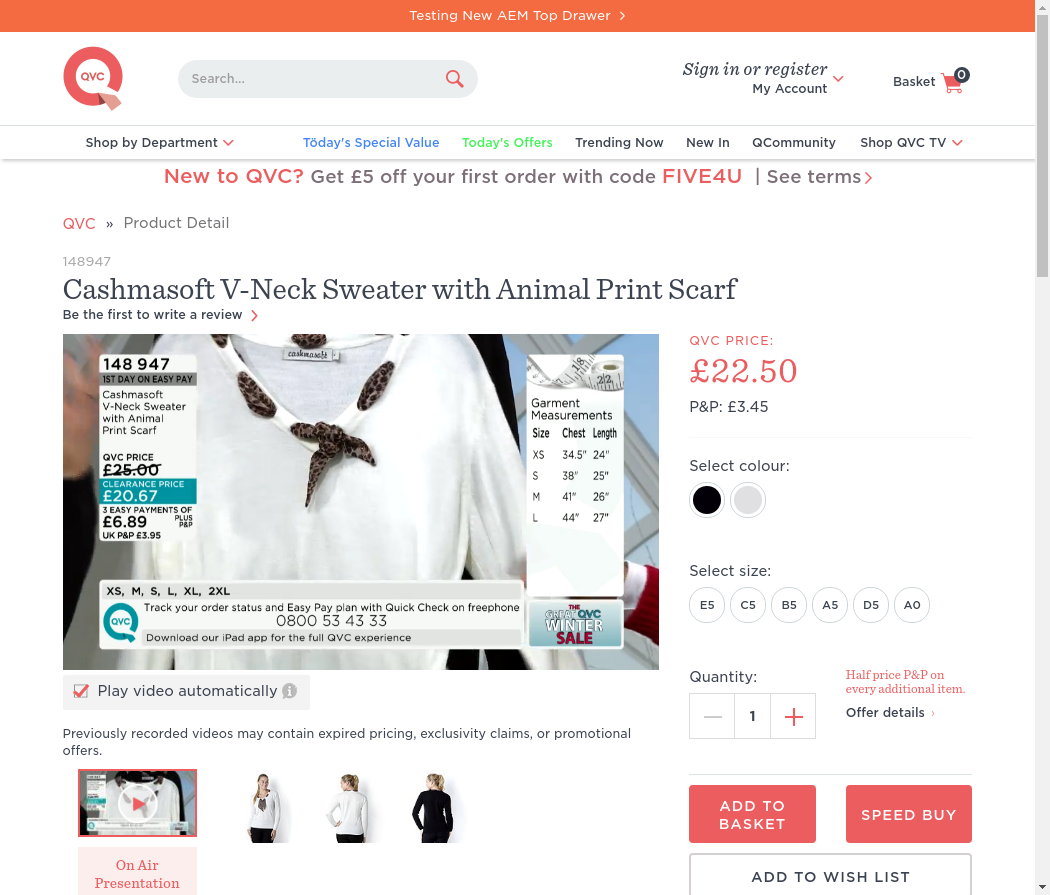 Testing New AEM Top Drawer
QVC
Search...
Sign in or register
My Account
Basket
0
Shop by Department
Töday's Special Value
Today's Offers
Trending Now
New In
QCommunity
Shop QVC TV
New to QVC? Get £5 off your first order with code FIVE4U | See terms
QVC » Product Detail
148947
Cashmasoft V-Neck Sweater with Animal Print Scarf
Be the first to write a review
148 947
1ST DAY ON EASY PAY
Cashmasoft
V-Neck Sweater
with Animal
Print Scarf
QVC PRICE
£25.00
CLEARANCE PRICE
£20.67
3 EASY PAYMENTS OF
£6.89 PLUS P&P
UK P&P £3.95
cashmasoft
Garment
Measurements
Size Chest Length
XS 34.5" 24"
S 38" 25"
M 41" 26"
L 44" 27"
XS, M, S, L, XL, 2XL
QVC
Track your order status and Easy Pay plan with Quick Check on freephone
0800 53 43 33
Download our iPad app for the full QVC experience
THE
GREAT QVC
WINTER
SALE
Play video automatically
Previously recorded videos may contain expired pricing, exclusivity claims, or promotional
offers.
On Air
Presentation
QVC PRICE:
£22.50
P&P: £3.45
Select colour:
Select size:
E5 C5 B5 A5 D5 A0
Quantity:
1
Half price P&P on
every additional item.
Offer details
ADD TO
BASKET
SPEED BUY
ADD TO WISH LIST